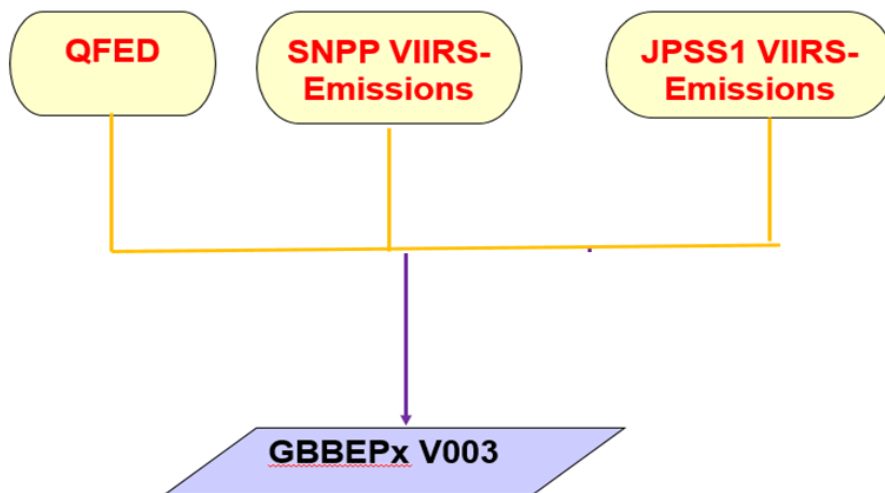 QFED
SNPP VIIRS-
Emissions
JPSS1 VIIRS-
Emissions
GBBEPx V003